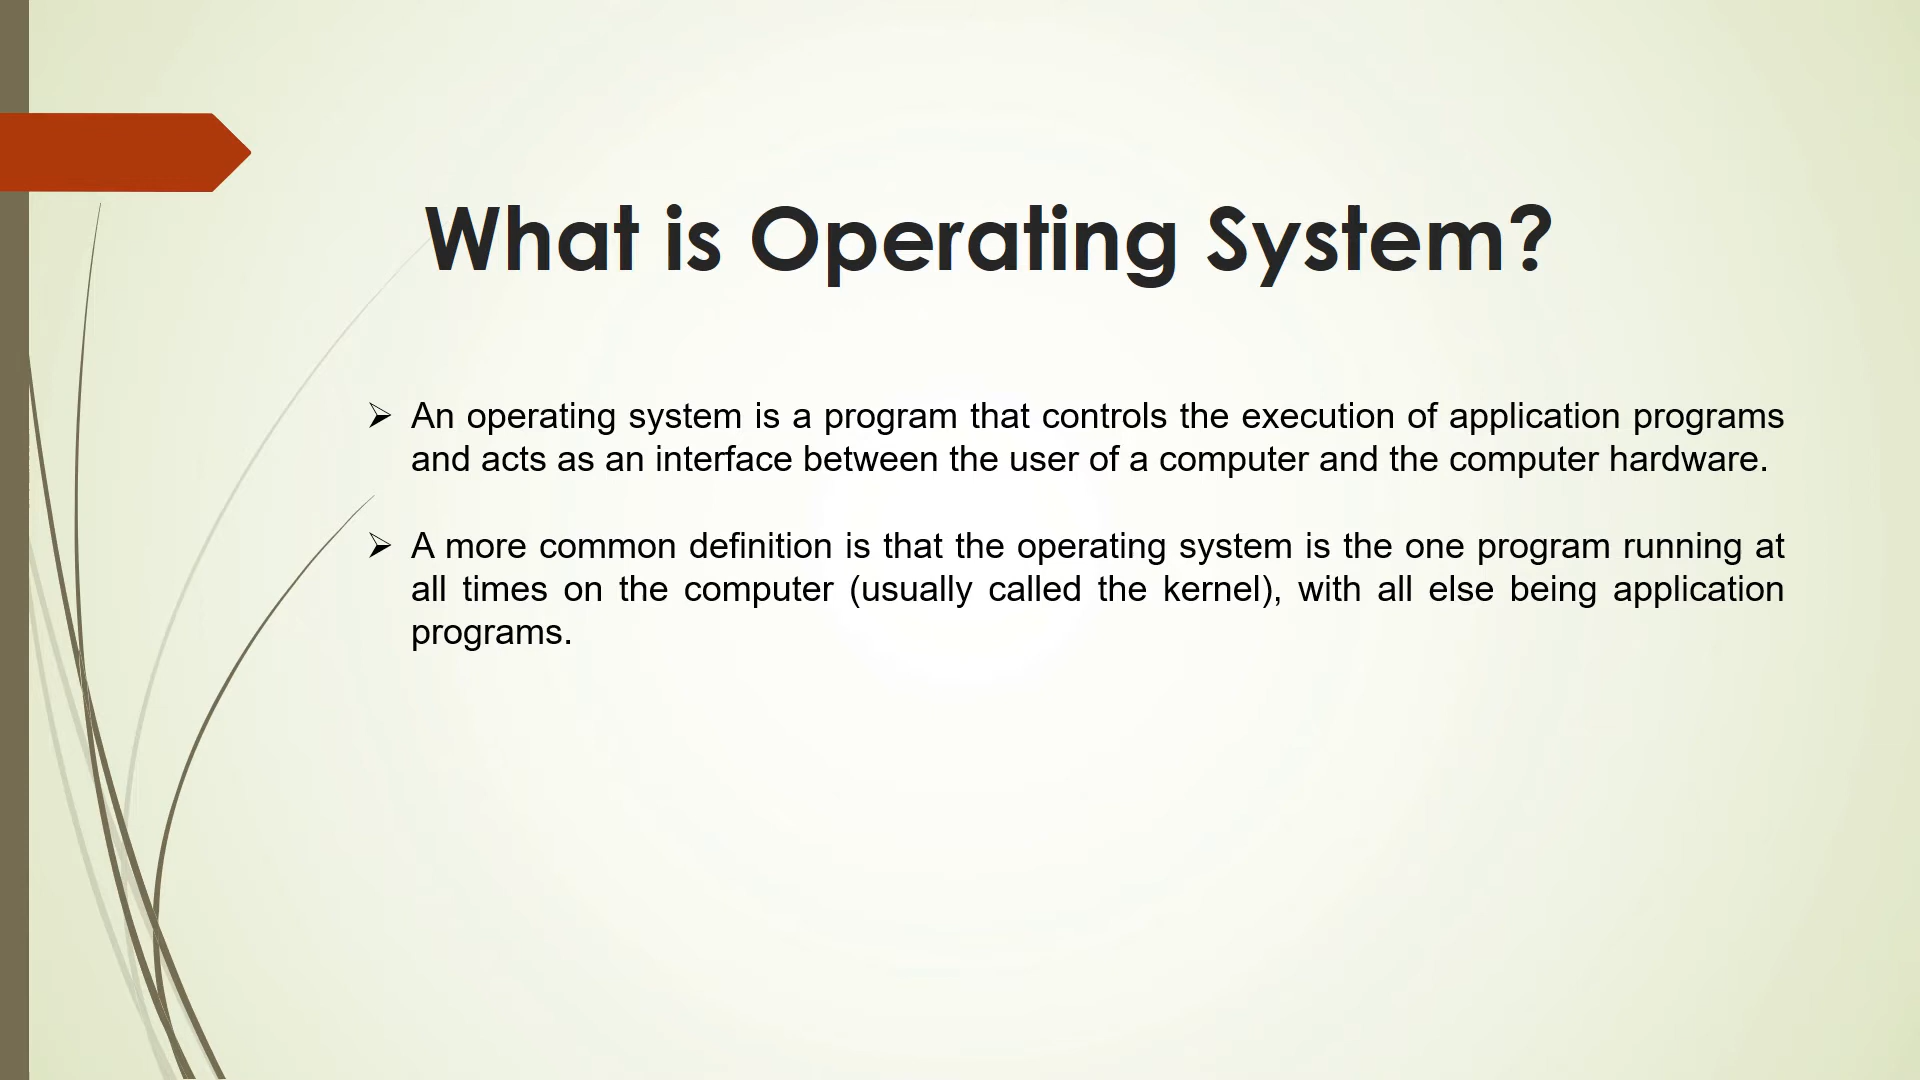 What is Operating System?
➢ An operating system is a program that controls the execution of application programs
and acts as an interface between the user of a computer and the computer hardware.
➢ A more common definition is that the operating system is the one program running at
all times on the computer (usually called the kernel), with all else being application
programs.